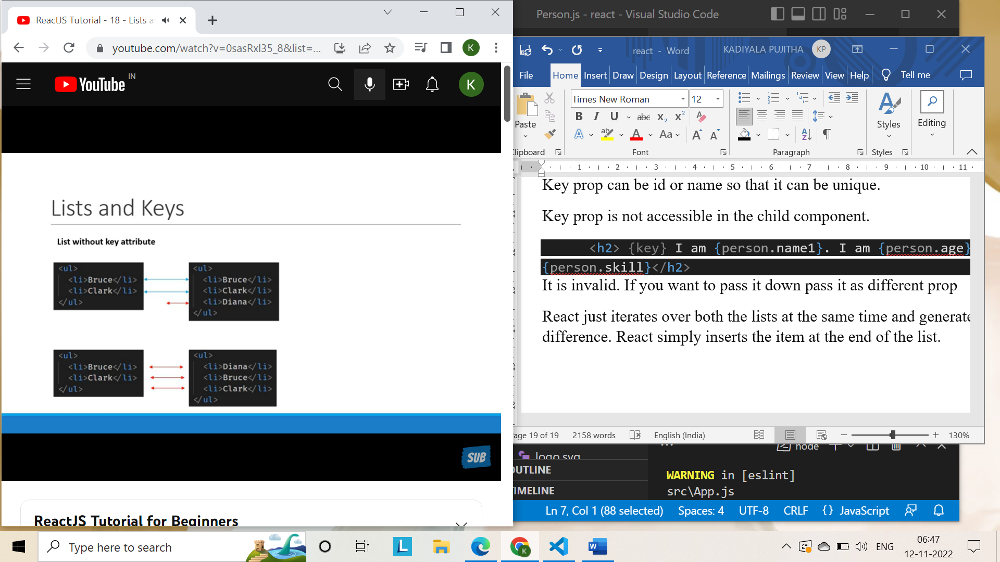 ReactJS Tutorial - 18 - Lists a
youtube.com/watch?v=0sasRxl35_8&list=...
K
YouTube IN
K
Lists and Keys
List without key attribute
<ul>
<li>Bruce</li>
<li>Clark</li>
</ul>
<ul>
<li>Bruce</li>
<li>Clark</li>
<li>Diana</li>
</ul>
<ul>
<li>Bruce</li>
<li>Clark</li>
</ul>
<ul>
<li>Diana</li>
<li>Bruce</li>
<li>Clark</li>
</ul>
SUB
ReactJS Tutorial for Beginners
Person.js - react - Visual Studio Code
react - Word
KADIYALA PUJITHA KP
File Home Insert Draw Design Layout Reference Mailings Review View Help Tell me
Paste
Times New Roman 12
Styles
Editing
lipboard Font Paragraph Styles
1 2 3 4 5 6 7 8 9 10 11
Key prop can be id or name so that it can be unique.
Key prop is not accessible in the child component.
<h2> {key} I am {person.name1}. I am {person.age}
{person.skill}</h2>
It is invalid. If you want to pass it down pass it as different prop
React just iterates over both the lists at the same time and generate
difference. React simply inserts the item at the end of the list.
age 19 of 19 2158 words English (India) 130%
logo.svg
node
OUTLINE
TIMELINE
WARNING in [eslint]
src\App.js
Ln 7, Col 1 (88 selected) Spaces: 4 UTF-8 CRLF {} JavaScript
Type here to search
ENG
06:47
12-11-2022